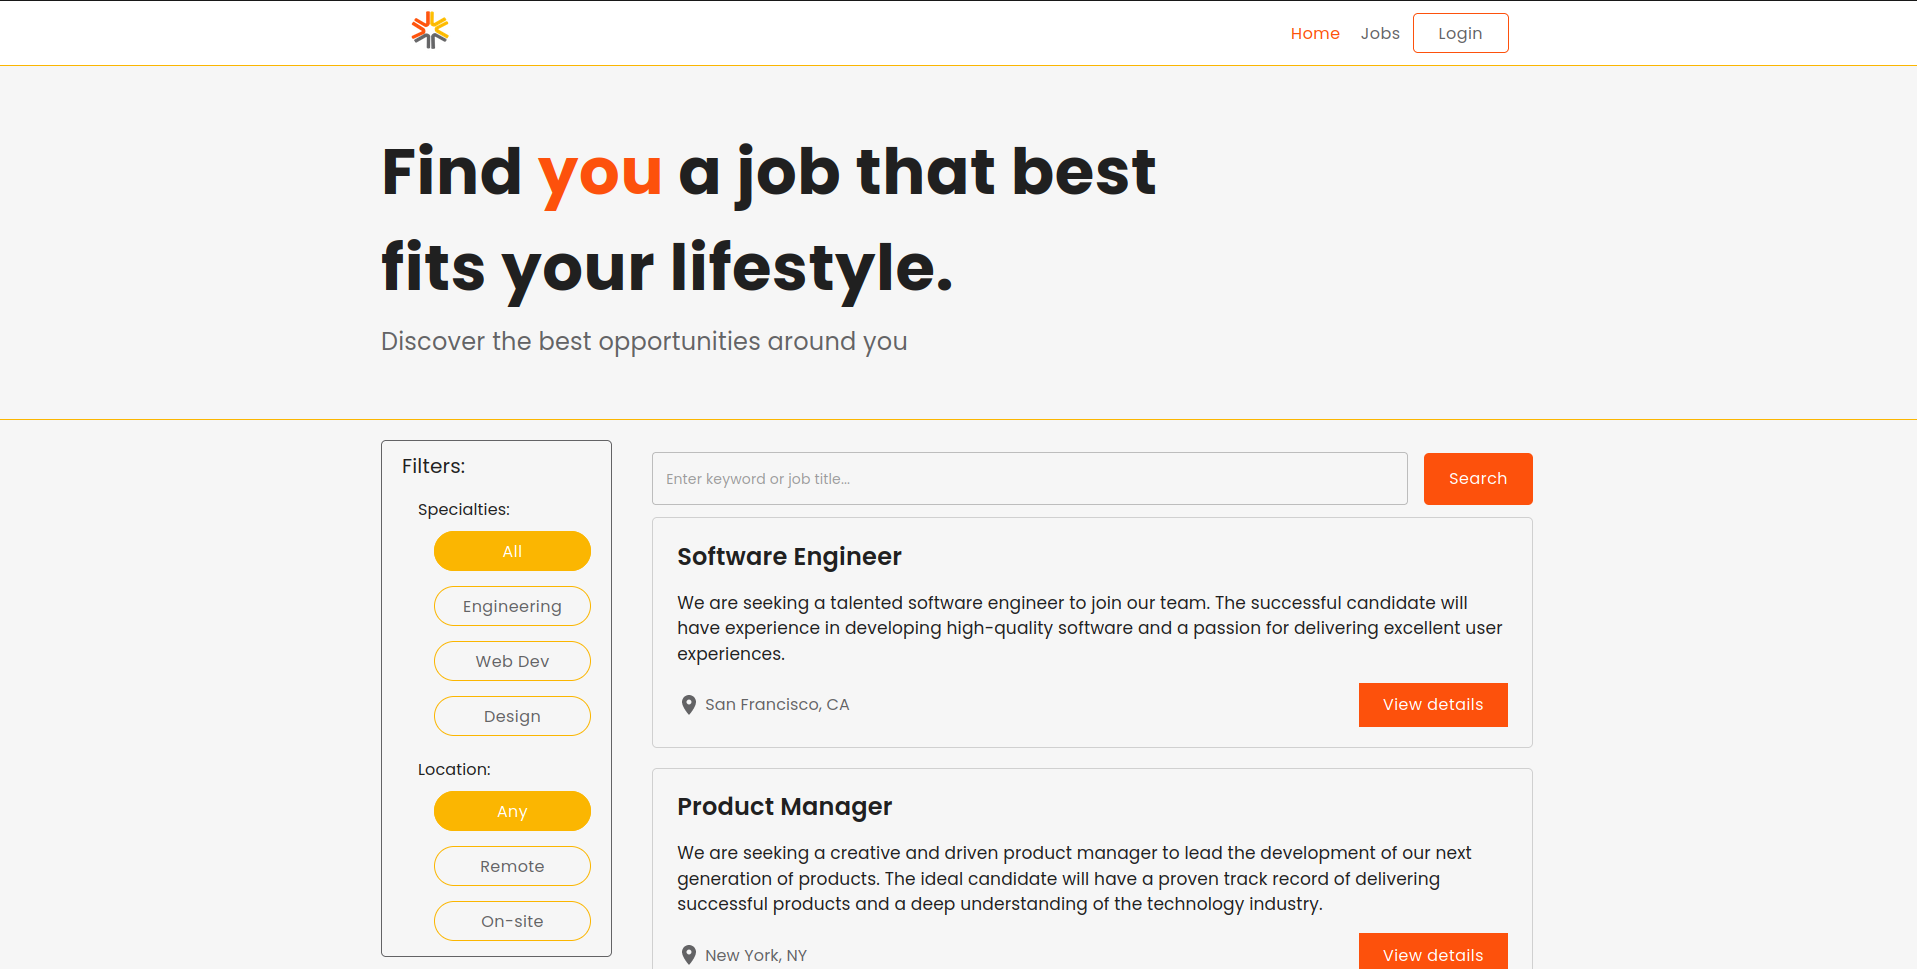 Home Jobs Login
Find you a job that best
fits your lifestyle.
Discover the best opportunities around you
Filters:
Specialties:
All
Engineering
Web Dev
Design
Location:
Any
Remote
On-site
Enter keyword or job title...
Search
Software Engineer
We are seeking a talented software engineer to join our team. The successful candidate will
have experience in developing high-quality software and a passion for delivering excellent user
experiences.
San Francisco, CA
View details
Product Manager
We are seeking a creative and driven product manager to lead the development of our next
generation of products. The ideal candidate will have a proven track record of delivering
successful products and a deep understanding of the technology industry.
New York, NY
View details